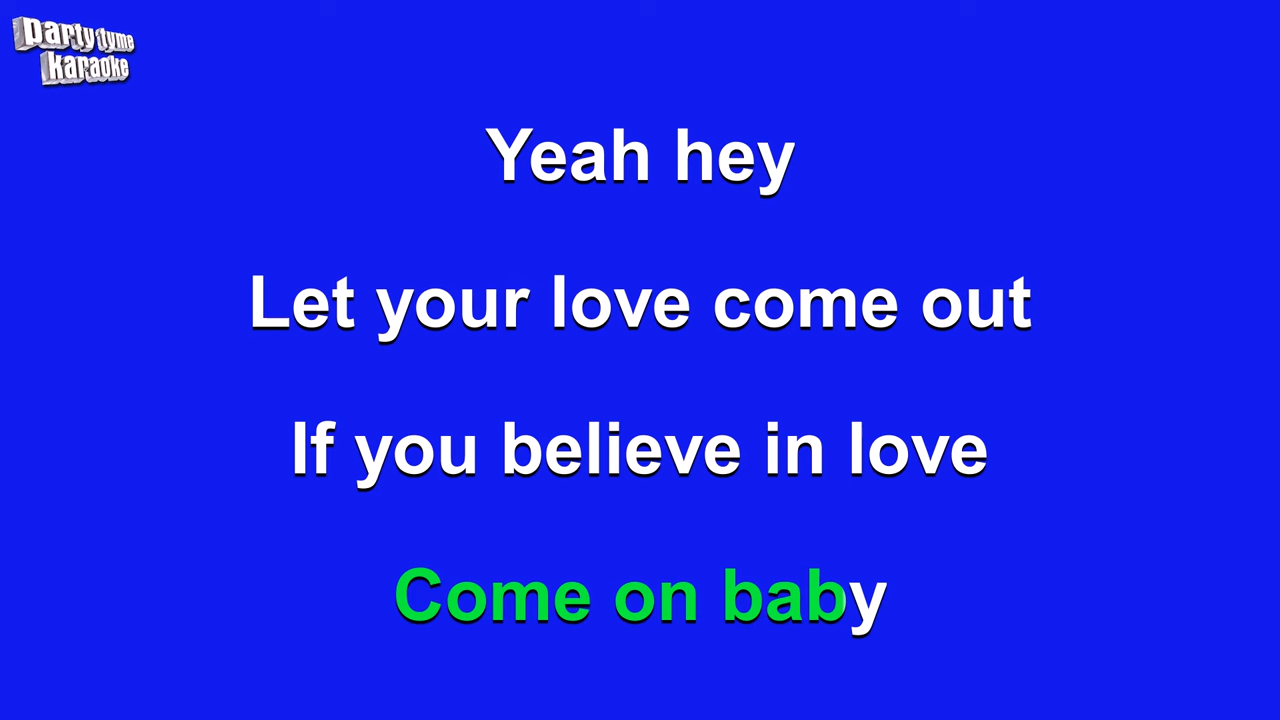 party tyme
karaoke
Yeah hey
Let your love come out
If you believe in love
Come on baby